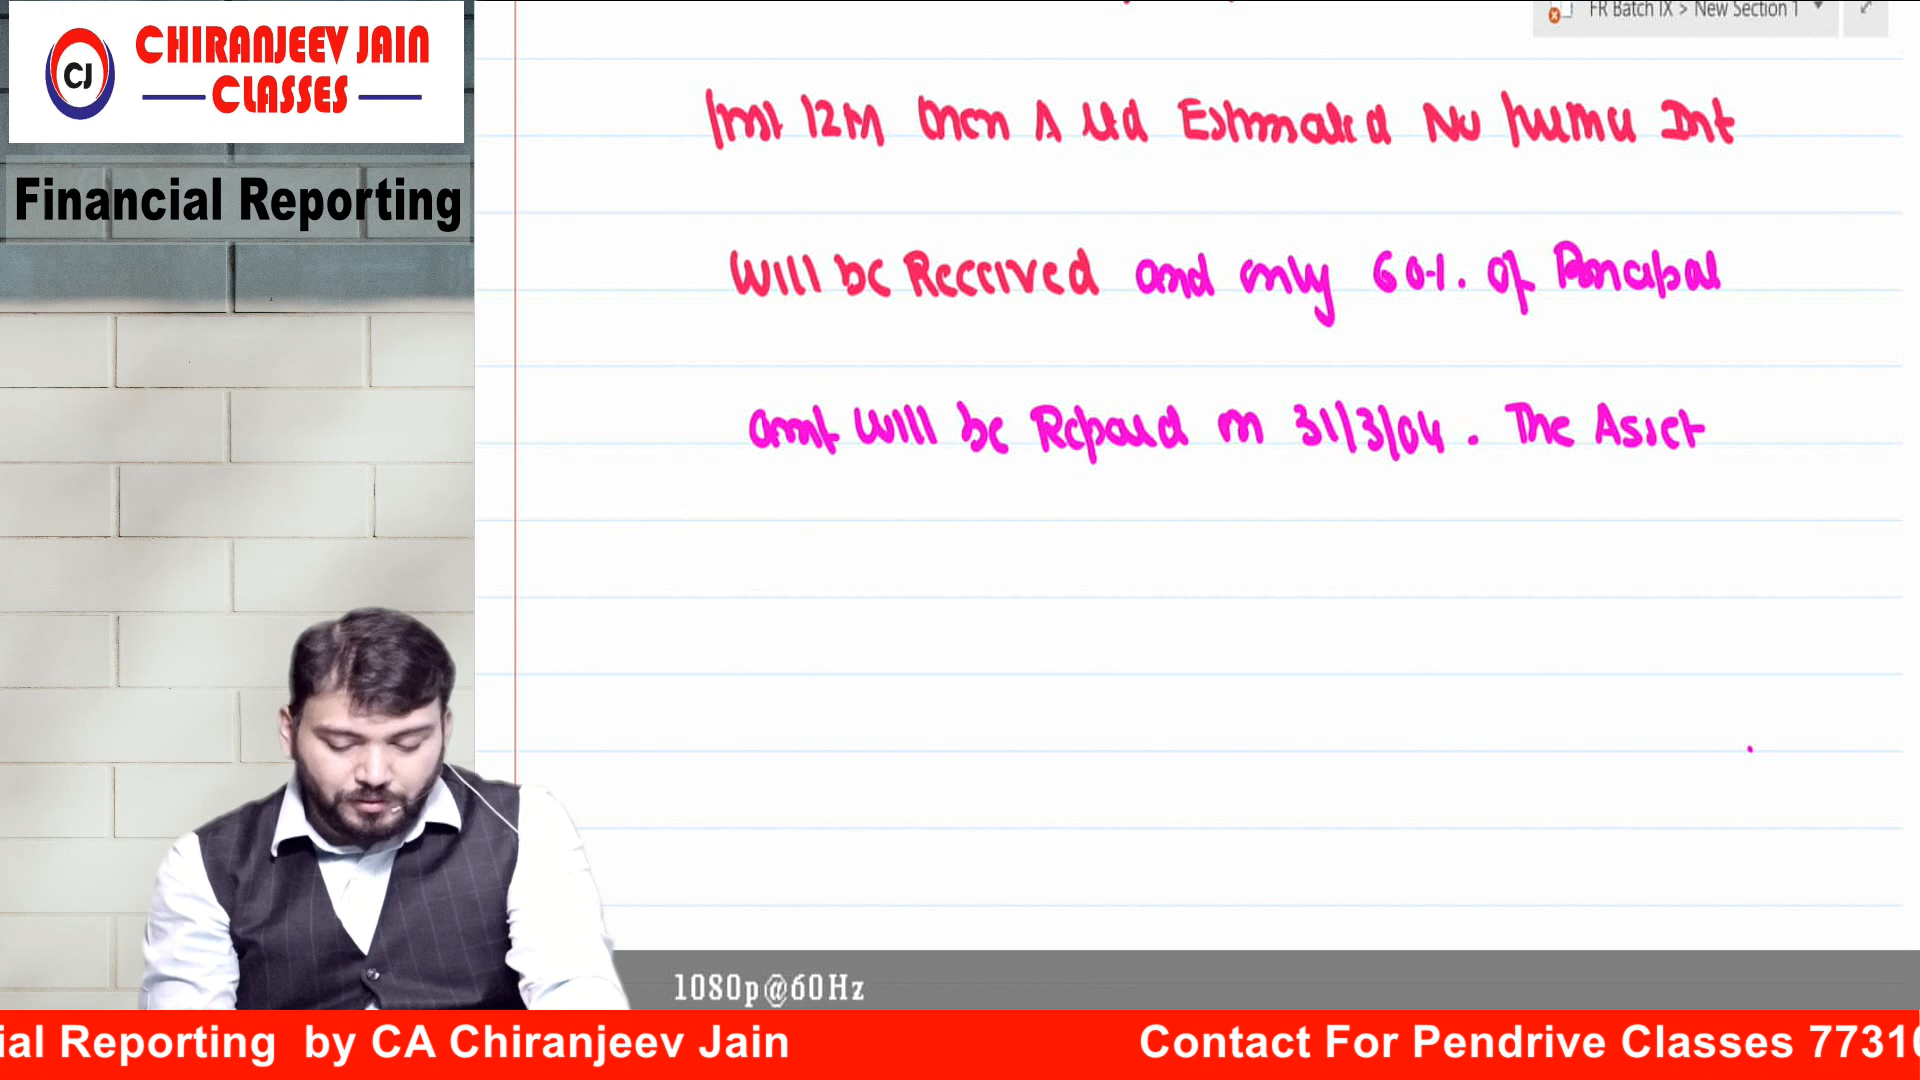 CHIRANJEEV JAIN
CJ
CLASSES
Financial Reporting
FR Batch IX > New Section 1
12M then A Ltd Estimated No future Int
Will be Received and only 60%. of Principal
amt Will be Repaid on 31/3/04. The Asset
1080p@60Hz
ial Reporting by CA Chiranjeev Jain
Contact For Pendrive Classes 7731